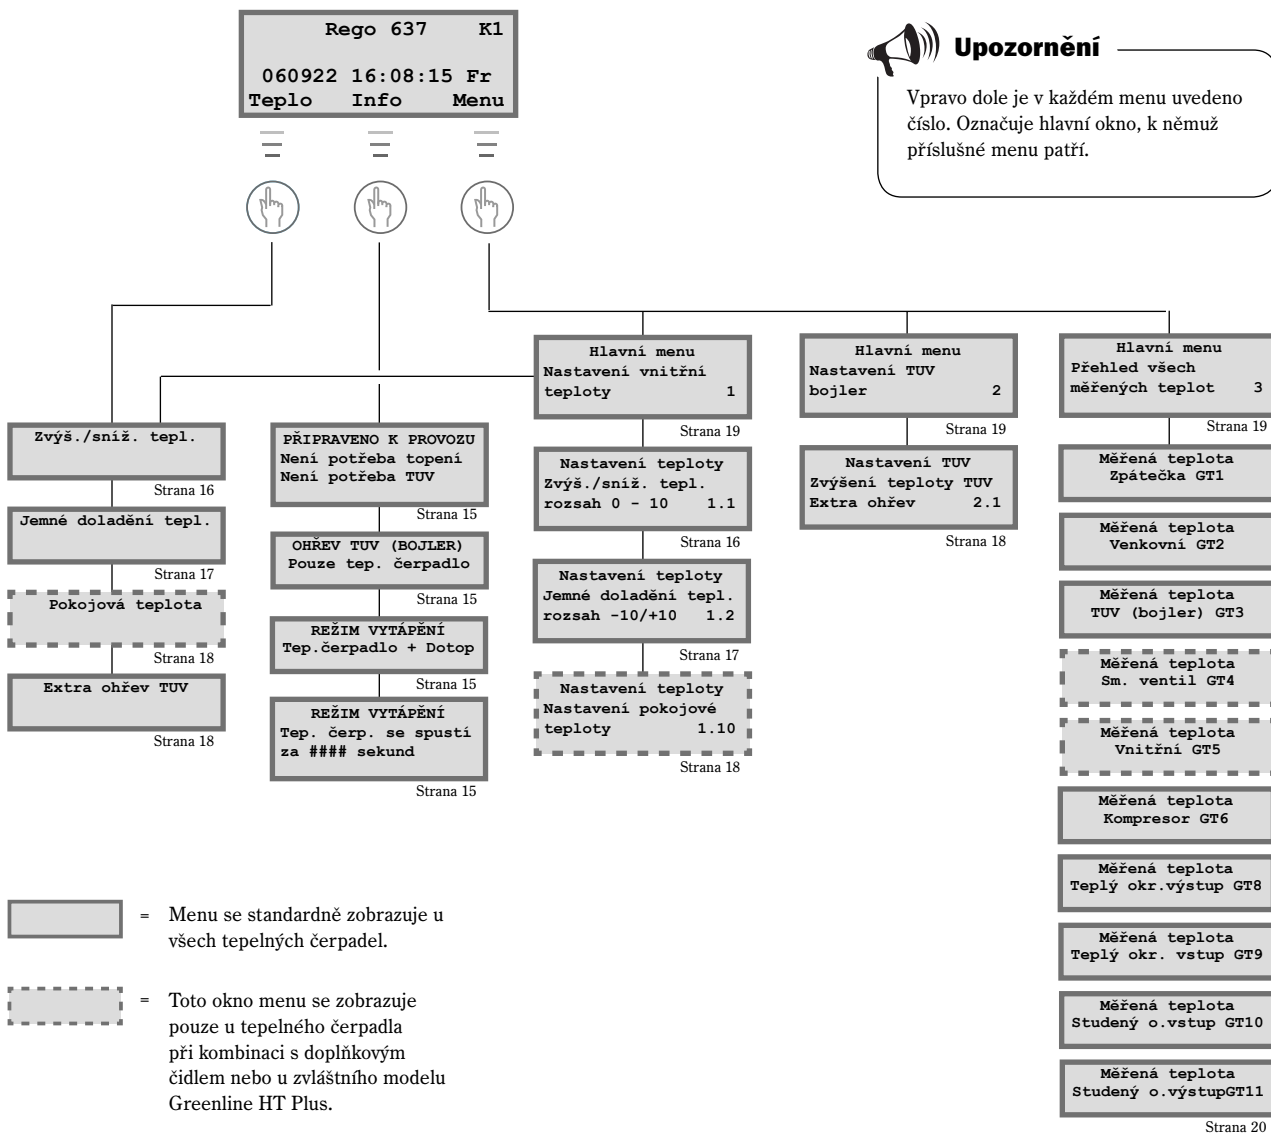 Rego 637 K1
060922 16:08:15 Fr
Teplo Info Menu
Upozornění
Vpravo dole je v každém menu uvedeno
číslo. Označuje hlavní okno, k němuž
příslušné menu patří.
Zvýš./sníž. tepl.
Strana 16
Jemné doladění tepl.
Strana 17
Pokojová teplota
Strana 18
Extra ohřev TUV
Strana 18
PŘIPRAVENO K PROVOZU
Není potřeba topení
Není potřeba TUV
Strana 15
OHŘEV TUV (BOJLER)
Pouze tep. čerpadlo
Strana 15
REŽIM VYTÁPĚNÍ
Tep.čerpadlo + Dotop
Strana 15
REŽIM VYTÁPĚNÍ
Tep. čerp. se spustí
za #### sekund
Strana 15
Hlavní menu
Nastavení vnitřní
teploty 1
Strana 19
Nastavení teploty
Zvýš./sníž. tepl.
rozsah 0 - 10 1.1
Strana 16
Nastavení teploty
Jemné doladění tepl.
rozsah -10/+10 1.2
Strana 17
Nastavení teploty
Nastavení pokojové
teploty 1.10
Strana 18
Hlavní menu
Nastavení TUV
bojler 2
Strana 19
Nastavení TUV
Zvýšení teploty TUV
Extra ohřev 2.1
Strana 18
Hlavní menu
Přehled všech
měřených teplot 3
Strana 19
Měřená teplota
Zpátečka GT1
Měřená teplota
Venkovní GT2
Měřená teplota
TUV (bojler) GT3
Měřená teplota
Sm. ventil GT4
Měřená teplota
Vnitřní GT5
Měřená teplota
Kompresor GT6
Měřená teplota
Teplý okr.výstup GT8
Měřená teplota
Teplý okr. vstup GT9
Měřená teplota
Studený o.vstup GT10
Měřená teplota
Studený o.výstupGT11
Strana 20
= Menu se standardně zobrazuje u
všech tepelných čerpadel.
= Toto okno menu se zobrazuje
pouze u tepelného čerpadla
při kombinaci s doplňkovým
čidlem nebo u zvláštního modelu
Greenline HT Plus.